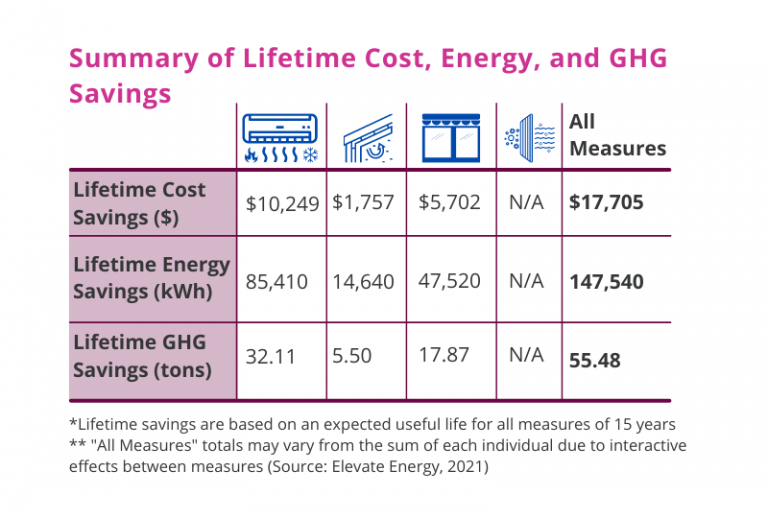 Summary of Lifetime Cost, Energy, and GHG
Savings
All
Measures
Lifetime Cost
Savings ($)
$10,249 $1,757 $5,702 N/A $17,705
Lifetime Energy
Savings (kWh)
85,410 14,640 47,520 N/A 147,540
Lifetime GHG
Savings (tons)
32.11 5.50 17.87 N/A 55.48
*Lifetime savings are based on an expected useful life for all measures of 15 years
** "All Measures" totals may vary from the sum of each individual due to interactive
effects between measures (Source: Elevate Energy, 2021)